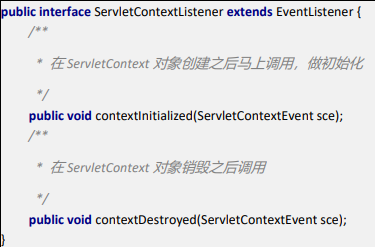 public interface ServletContextListener extends EventListener {
/**
* 在 ServletContext 对象创建之后马上调用，做初始化
*/
public void contextInitialized(ServletContextEvent sce);
/**
* 在 ServletContext 对象销毁之后调用
*/
public void contextDestroyed(ServletContextEvent sce);
}